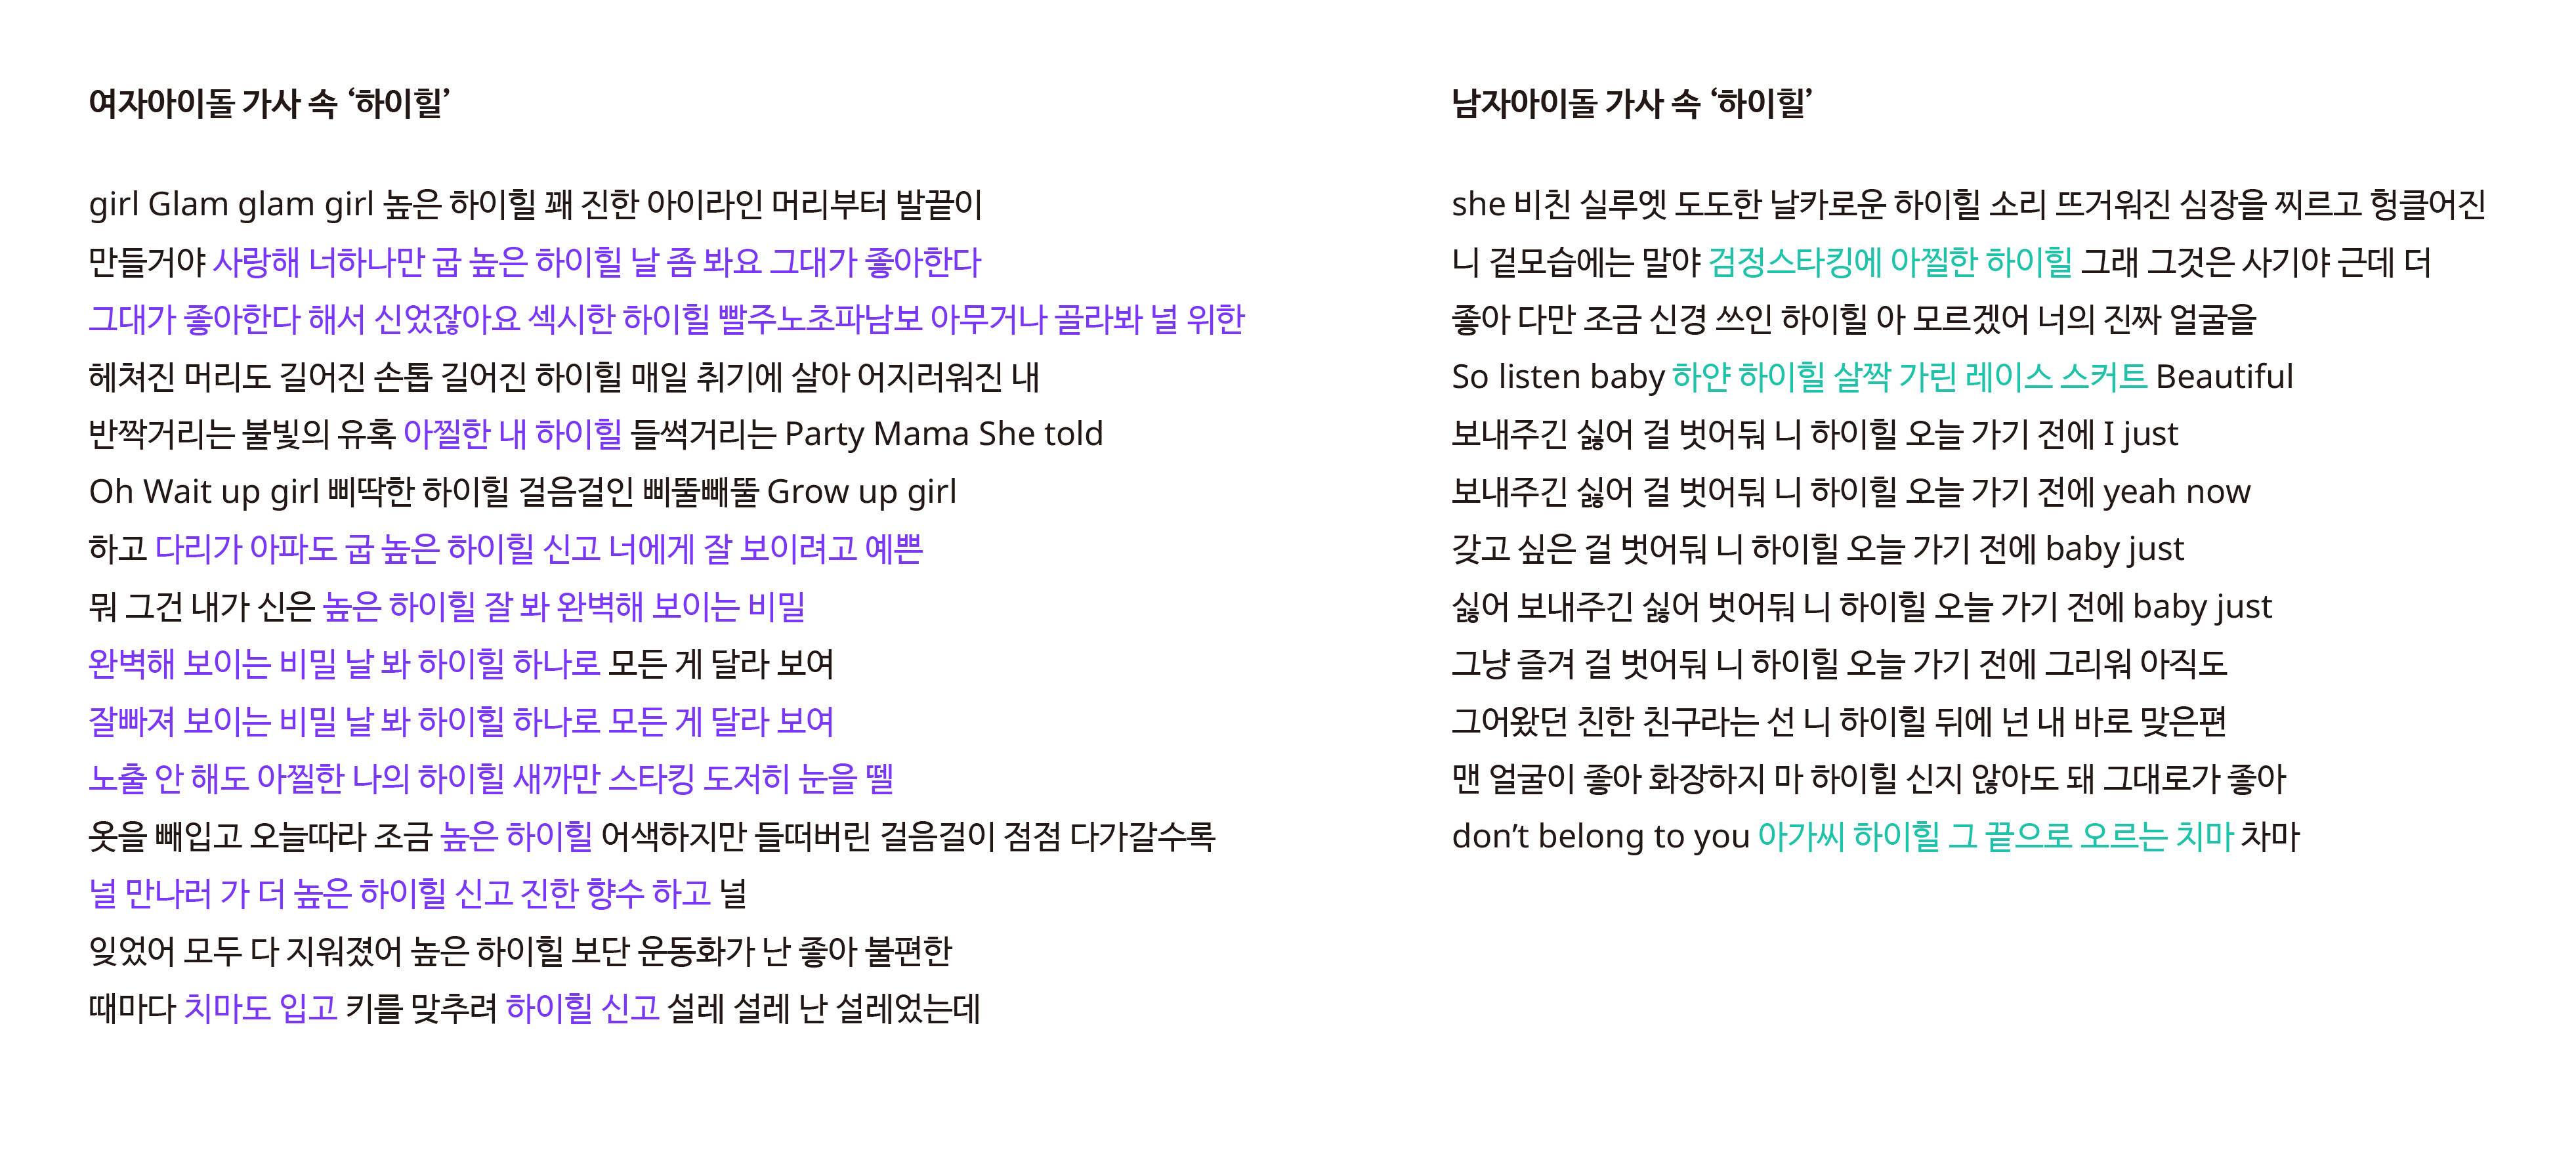 여자아이돌 가사 속 ‘하이힐’
girl Glam glam girl 높은 하이힐 꽤 진한 아이라인 머리부터 발끝이
만들거야 사랑해 너하나만 굽 높은 하이힐 날 좀 봐요 그대가 좋아한다
그대가 좋아한다 해서 신었잖아요 섹시한 하이힐 빨주노초파남보 아무거나 골라봐 널 위한
헤쳐진 머리도 길어진 손톱 길어진 하이힐 매일 취기에 살아 어지러워진 내
반짝거리는 불빛의 유혹 아찔한 내 하이힐 들썩거리는 Party Mama She told
Oh Wait up girl 삐딱한 하이힐 걸음걸인 삐뚤빼뚤 Grow up girl
하고 다리가 아파도 굽 높은 하이힐 신고 너에게 잘 보이려고 예쁜
뭐 그건 내가 신은 높은 하이힐 잘 봐 완벽해 보이는 비밀
완벽해 보이는 비밀 날 봐 하이힐 하나로 모든 게 달라 보여
잘빠져 보이는 비밀 날 봐 하이힐 하나로 모든 게 달라 보여
노출 안 해도 아찔한 나의 하이힐 새까만 스타킹 도저히 눈을 뗄
옷을 빼입고 오늘따라 조금 높은 하이힐 어색하지만 들떠버린 걸음걸이 점점 다가갈수록
널 만나러 가 더 높은 하이힐 신고 진한 향수 하고 널
잊었어 모두 다 지워졌어 높은 하이힐 보단 운동화가 난 좋아 불편한
때마다 치마도 입고 키를 맞추려 하이힐 신고 설레 설레 난 설레었는데
남자아이돌 가사 속 ‘하이힐’
she 비친 실루엣 도도한 날카로운 하이힐 소리 뜨거워진 심장을 찌르고 헝클어진
니 겉모습에는 말야 검정스타킹에 아찔한 하이힐 그래 그것은 사기야 근데 더
좋아 다만 조금 신경 쓰인 하이힐 아 모르겠어 너의 진짜 얼굴을
So listen baby 하얀 하이힐 살짝 가린 레이스 스커트 Beautiful
보내주긴 싫어 걸 벗어둬 니 하이힐 오늘 가기 전에 I just
보내주긴 싫어 걸 벗어둬 니 하이힐 오늘 가기 전에 yeah now
갖고 싶은 걸 벗어둬 니 하이힐 오늘 가기 전에 baby just
싫어 보내주긴 싫어 벗어둬 니 하이힐 오늘 가기 전에 baby just
그냥 즐겨 걸 벗어둬 니 하이힐 오늘 가기 전에 그리워 아직도
그어왔던 친한 친구라는 선 니 하이힐 뒤에 넌 내 바로 맞은편
맨 얼굴이 좋아 화장하지 마 하이힐 신지 않아도 돼 그대로가 좋아
don’t belong to you 아가씨 하이힐 그 끝으로 오르는 치마 차마